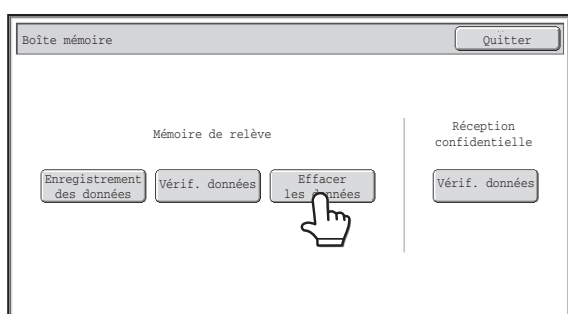 Boîte mémoire
Quitter
Mémoire de relève
Réception
confidentielle
Enregistrement
des données
Vérif. données
Effacer
les données
Vérif. données